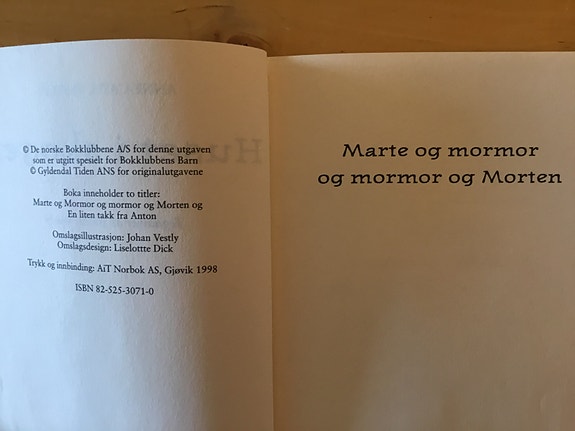 © De norske Bokklubbene A/S for denne utgaven
som er utgitt spesielt for Bokklubbens Barn
© Gyldendal Tiden ANS for originalutgavene
Boka inneholder to titler:
Marte og Mormor og mormor og Morten og
En liten takk fra Anton
Omslagsillustrasjon: Johan Vestly
Omslagsdesign: Liselottte Dick
Trykk og innbinding: AiT Norbok AS, Gjøvik 1998
ISBN 82-525-3071-0
Marte og mormor
og mormor og Morten